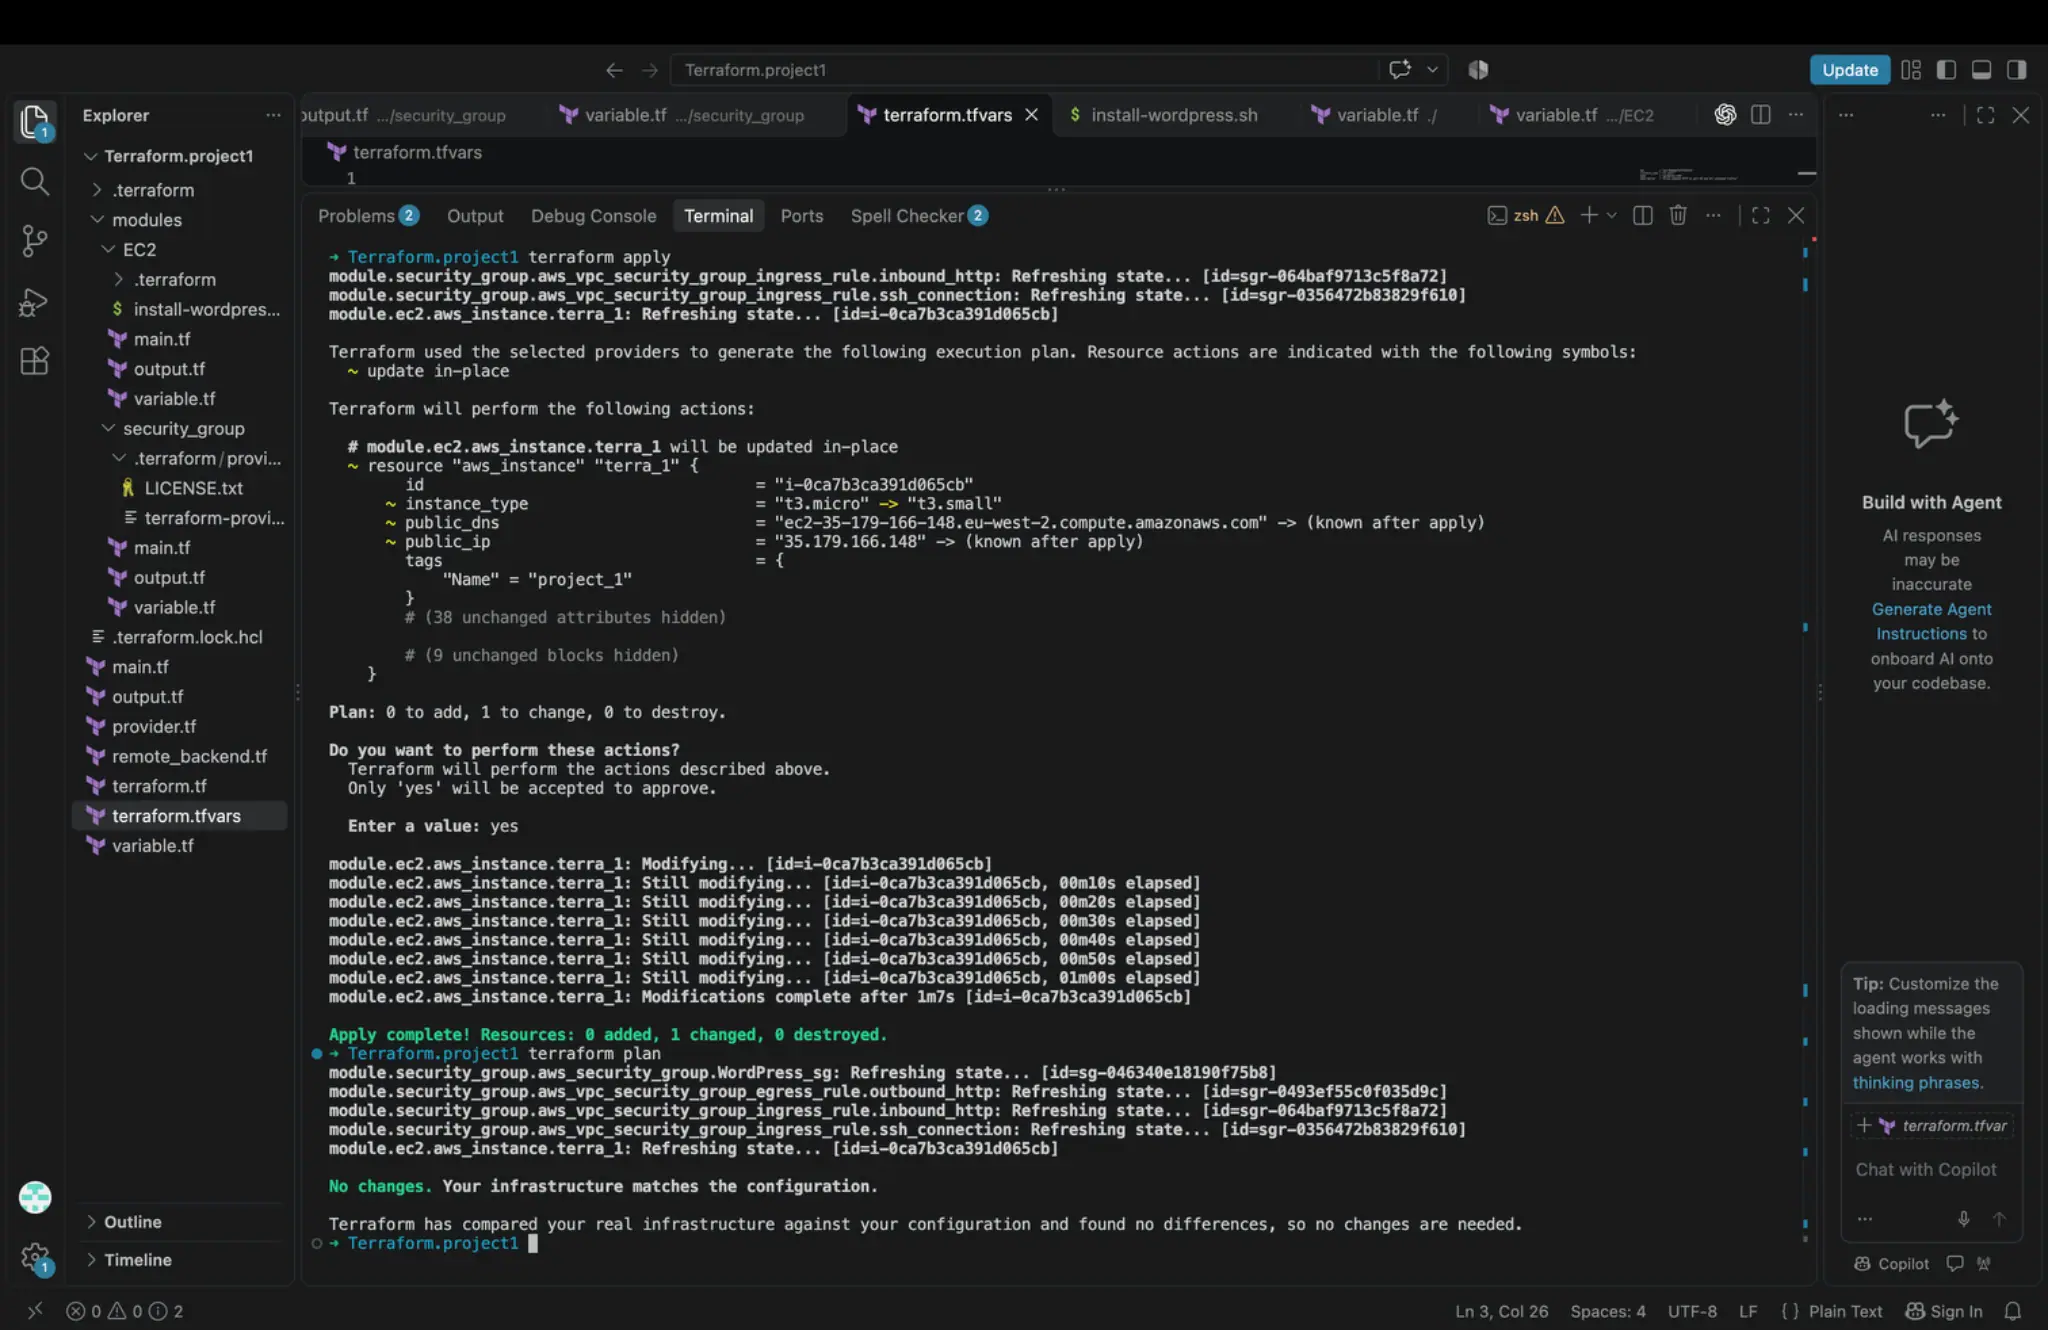 Terraform.project1
Update
Explorer
Terraform.project1
.terraform
modules
EC2
.terraform
$ install-wordpres...
main.tf
output.tf
variable.tf
security_group
.terraform/provi...
LICENSE.txt
terraform-provi...
main.tf
output.tf
variable.tf
.terraform.lock.hcl
main.tf
output.tf
provider.tf
remote_backend.tf
terraform.tf
terraform.tfvars
variable.tf
Outline
Timeline
1
1
output.tf .../security_group
variable.tf .../security_group
terraform.tfvars
$ install-wordpress.sh
variable.tf ./
variable.tf .../EC2
terraform.tfvars
1
Problems 2
Output
Debug Console
Terminal
Ports
Spell Checker 2
zsh
→ Terraform.project1 terraform apply
module.security_group.aws_vpc_security_group_ingress_rule.inbound_http: Refreshing state... [id=sgr-064baf9713c5f8a72]
module.security_group.aws_vpc_security_group_ingress_rule.ssh_connection: Refreshing state... [id=sgr-0356472b83829f610]
module.ec2.aws_instance.terra_1: Refreshing state... [id=i-0ca7b3ca391d065cb]
Terraform used the selected providers to generate the following execution plan. Resource actions are indicated with the following symbols:
~ update in-place
Terraform will perform the following actions:
# module.ec2.aws_instance.terra_1 will be updated in-place
~ resource "aws_instance" "terra_1" {
id = "i-0ca7b3ca391d065cb"
~ instance_type = "t3.micro" -> "t3.small"
~ public_dns = "ec2-35-179-166-148.eu-west-2.compute.amazonaws.com" -> (known after apply)
~ public_ip = "35.179.166.148" -> (known after apply)
tags = {
"Name" = "project_1"
}
# (38 unchanged attributes hidden)
# (9 unchanged blocks hidden)
}
Plan: 0 to add, 1 to change, 0 to destroy.
Do you want to perform these actions?
Terraform will perform the actions described above.
Only 'yes' will be accepted to approve.
Enter a value: yes
module.ec2.aws_instance.terra_1: Modifying... [id=i-0ca7b3ca391d065cb]
module.ec2.aws_instance.terra_1: Still modifying... [id=i-0ca7b3ca391d065cb, 00m10s elapsed]
module.ec2.aws_instance.terra_1: Still modifying... [id=i-0ca7b3ca391d065cb, 00m20s elapsed]
module.ec2.aws_instance.terra_1: Still modifying... [id=i-0ca7b3ca391d065cb, 00m30s elapsed]
module.ec2.aws_instance.terra_1: Still modifying... [id=i-0ca7b3ca391d065cb, 00m40s elapsed]
module.ec2.aws_instance.terra_1: Still modifying... [id=i-0ca7b3ca391d065cb, 00m50s elapsed]
module.ec2.aws_instance.terra_1: Still modifying... [id=i-0ca7b3ca391d065cb, 01m00s elapsed]
module.ec2.aws_instance.terra_1: Modifications complete after 1m7s [id=i-0ca7b3ca391d065cb]
Apply complete! Resources: 0 added, 1 changed, 0 destroyed.
→ Terraform.project1 terraform plan
module.security_group.aws_security_group.WordPress_sg: Refreshing state... [id=sg-046340e18190f75b8]
module.security_group.aws_vpc_security_group_egress_rule.outbound_http: Refreshing state... [id=sgr-0493ef55c0f035d9c]
module.security_group.aws_vpc_security_group_ingress_rule.inbound_http: Refreshing state... [id=sgr-064baf9713c5f8a72]
module.security_group.aws_vpc_security_group_ingress_rule.ssh_connection: Refreshing state... [id=sgr-0356472b83829f610]
module.ec2.aws_instance.terra_1: Refreshing state... [id=i-0ca7b3ca391d065cb]
No changes. Your infrastructure matches the configuration.
Terraform has compared your real infrastructure against your configuration and found no differences, so no changes are needed.
→ Terraform.project1
Build with Agent
AI responses
may be
inaccurate
Generate Agent
Instructions to
onboard AI onto
your codebase.
Tip: Customize the
loading messages
shown while the
agent works with
thinking phrases.
terraform.tfvar
Chat with Copilot
Copilot
0 0 2
Ln 3, Col 26
Spaces: 4
UTF-8
LF
{ } Plain Text
Sign In